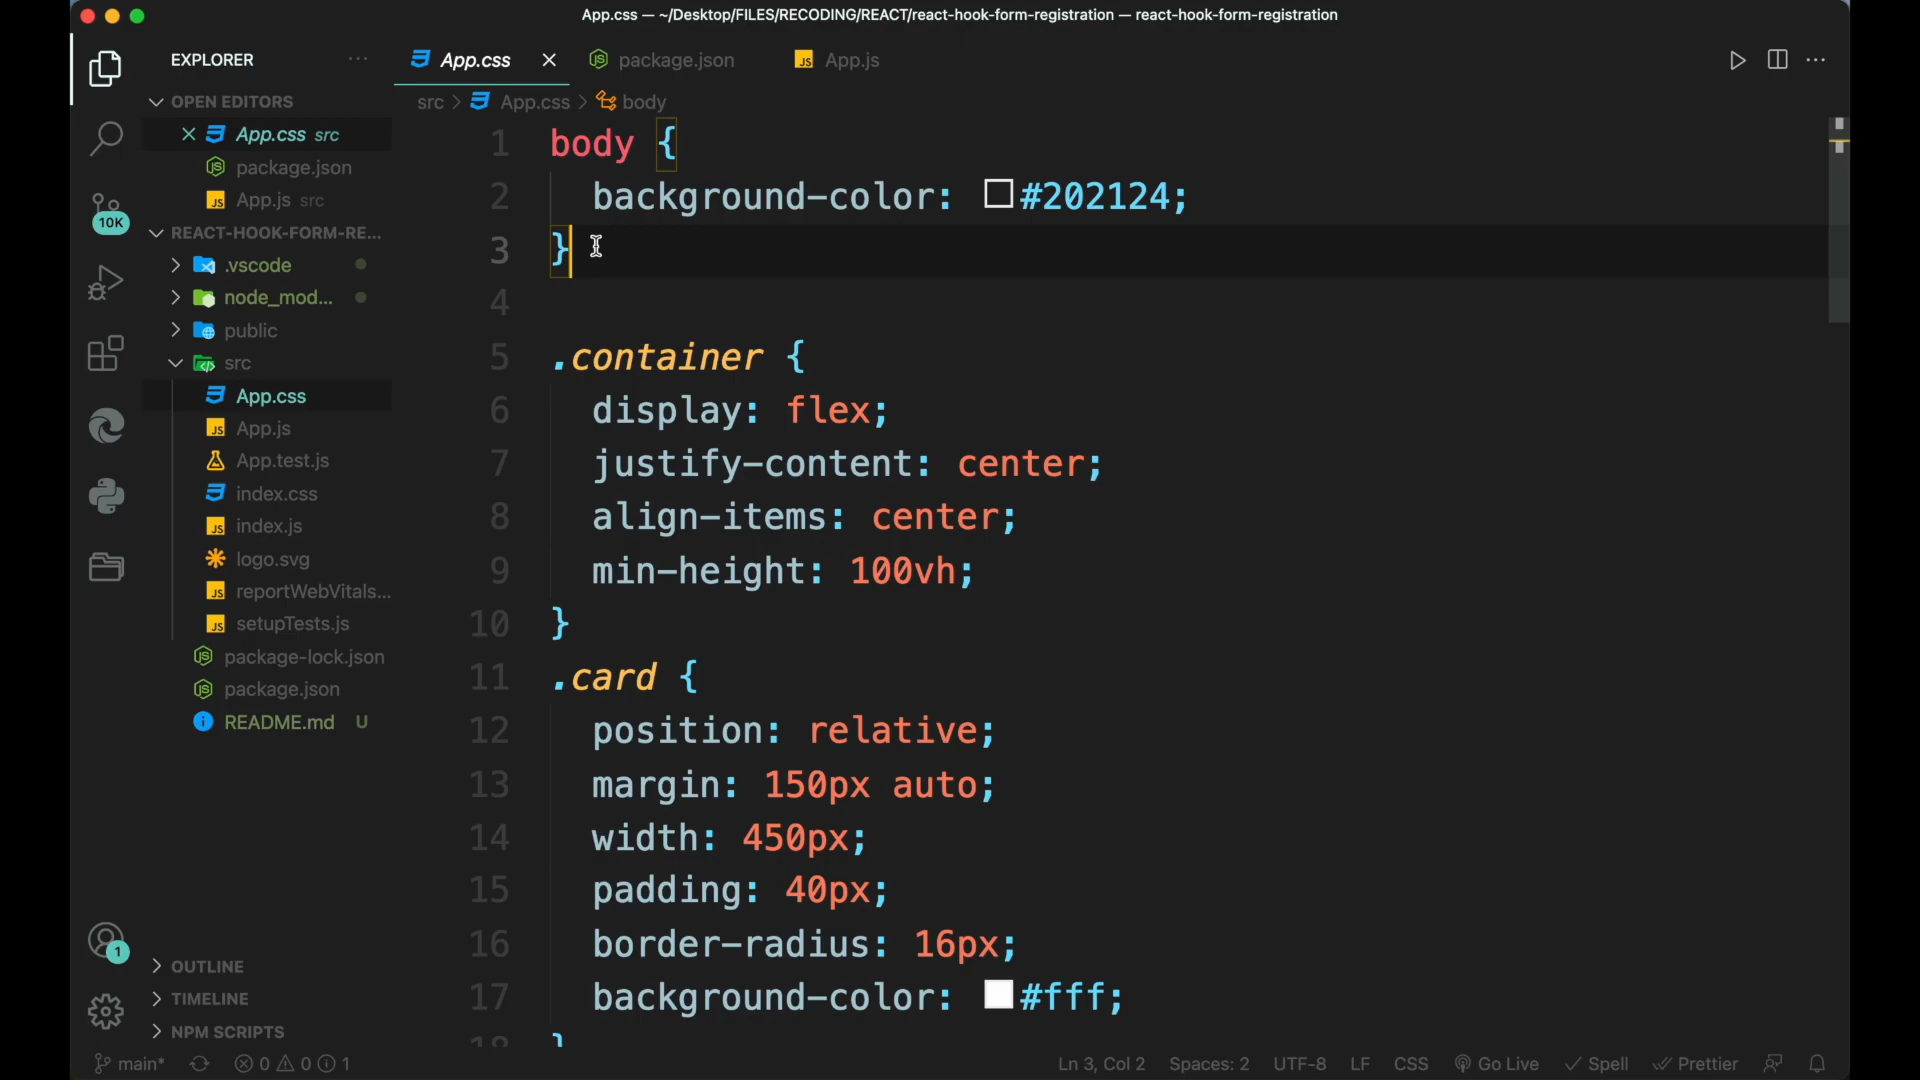 App.css — ~/Desktop/FILES/RECODING/REACT/react-hook-form-registration — react-hook-form-registration
EXPLORER
App.css
package.json
App.js
OPEN EDITORS
App.css src
package.json
App.js src
10K
REACT-HOOK-FORM-RE...
.vscode
node_mod...
public
src
App.css
App.js
App.test.js
index.css
index.js
logo.svg
reportWebVitals...
setupTests.js
package-lock.json
package.json
README.md U
1
OUTLINE
TIMELINE
NPM SCRIPTS
src > App.css > body
1 body {
2 background-color: #202124;
3 }
4
5 .container {
6 display: flex;
7 justify-content: center;
8 align-items: center;
9 min-height: 100vh;
10 }
11 .card {
12 position: relative;
13 margin: 150px auto;
14 width: 450px;
15 padding: 40px;
16 border-radius: 16px;
17 background-color: #fff;
18 }
main* 0 0 1 Ln 3, Col 2 Spaces: 2 UTF-8 LF CSS Go Live Spell Prettier